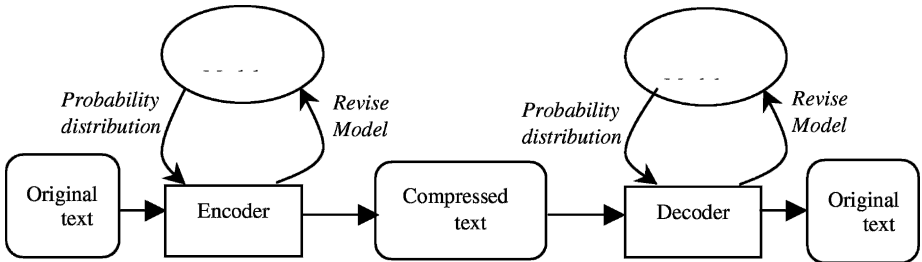 Probability
distribution
Revise
Model
Probability
distribution
Revise
Model
Original
text
Encoder
Compressed
text
Decoder
Original
text